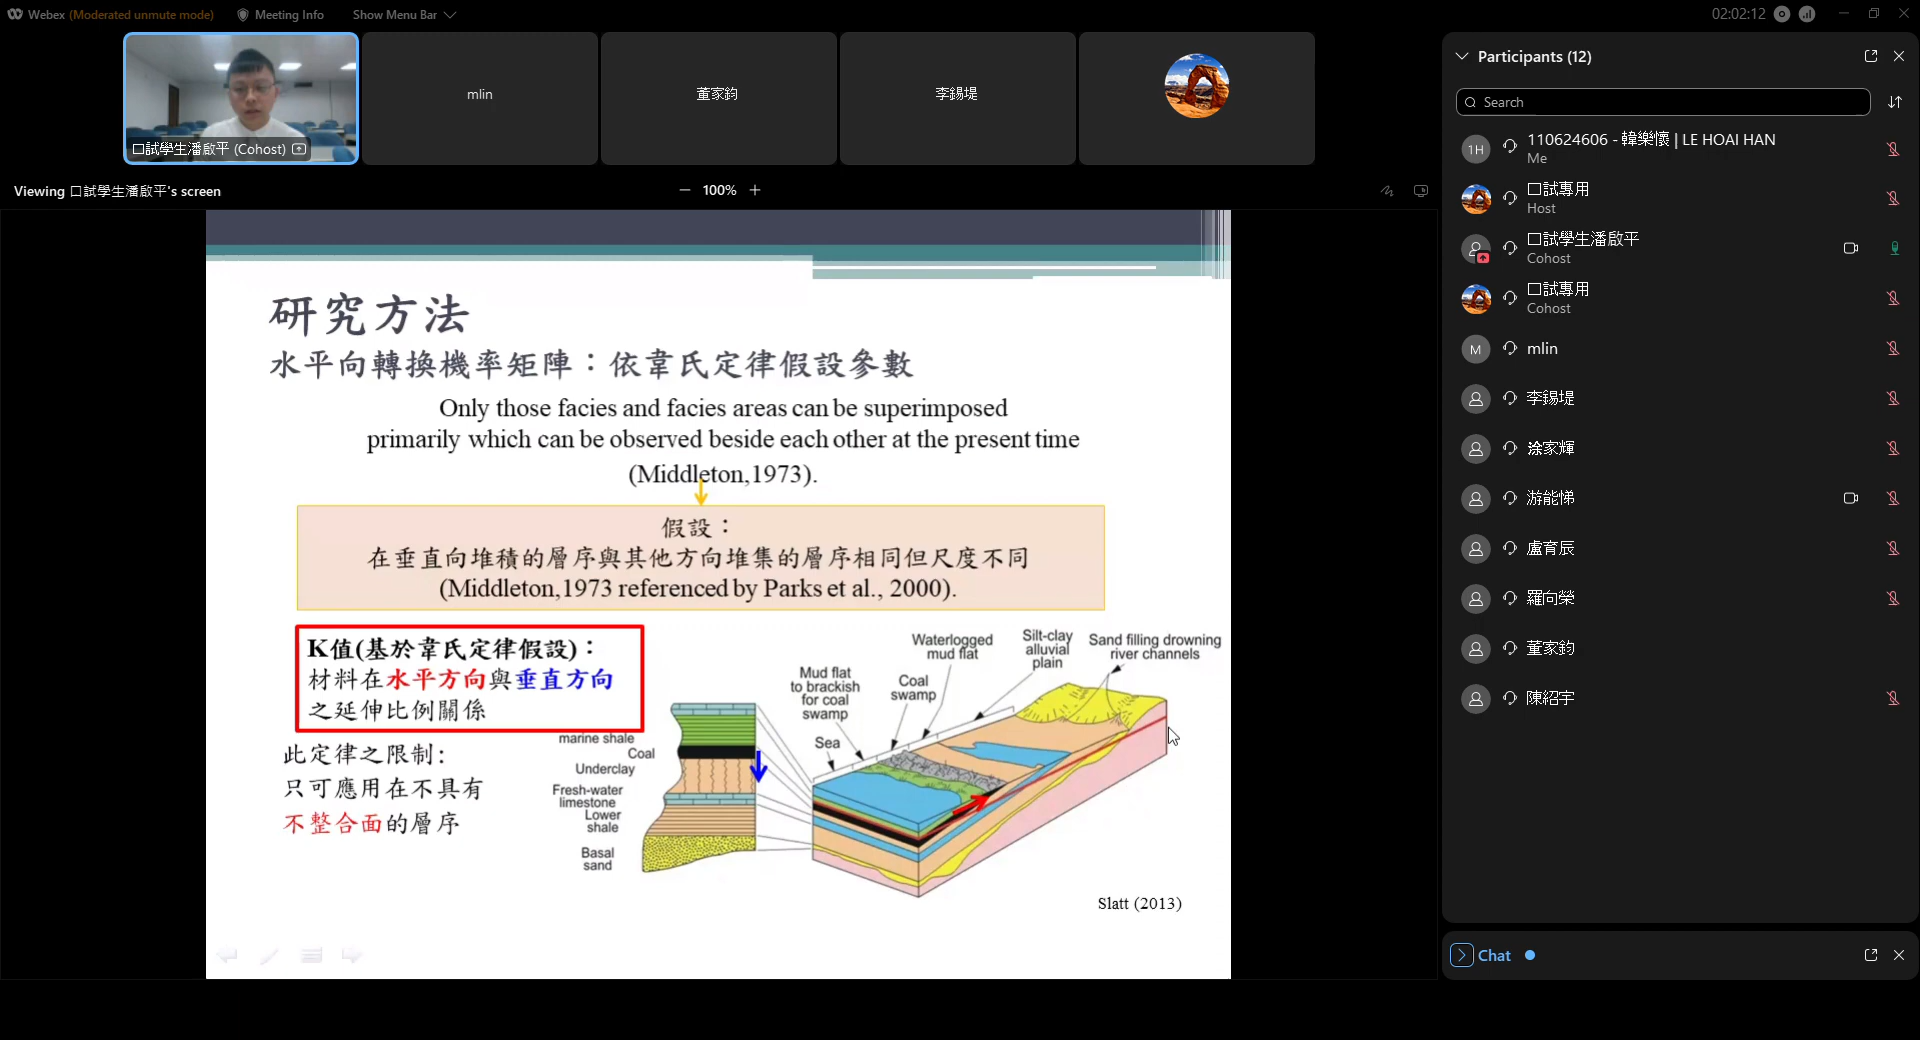 Webex (Moderated unmute mode) Meeting Info Show Menu Bar 02:02:12
口試學生潘啟平 (Cohost)
mlin
董家鈞
李錫堤
Viewing 口試學生潘啟平's screen
100%
研究方法
水平向轉換機率矩陣：依韋氏定律假設參數
Only those facies and facies areas can be superimposed
primarily which can be observed beside each other at the present time
(Middleton,1973).
假設：
在垂直向堆積的層序與其他方向堆集的層序相同但尺度不同
(Middleton,1973 referenced by Parks et al., 2000).
K值(基於韋氏定律假設)：
材料在水平方向與垂直方向
之延伸比例關係
此定律之限制:
只可應用在不具有
不整合面的層序
marine shale
Coal
Underclay
Fresh-water
limestone
Lower
shale
Basal
sand
Sea
Mud flat
to brackish
for coal
swamp
Coal
swamp
Waterlogged
mud flat
Silt-clay
alluvial
plain
Sand filling drowning
river channels
Slatt (2013)
Participants (12)
Search
1H
110624606 - 韓樂懷 | LE HOAI HAN
Me
口試專用
Host
口試學生潘啟平
Cohost
口試專用
Cohost
M
mlin
李錫堤
涂家輝
游能悌
盧育辰
羅向榮
董家鈞
陳紹宇
Chat